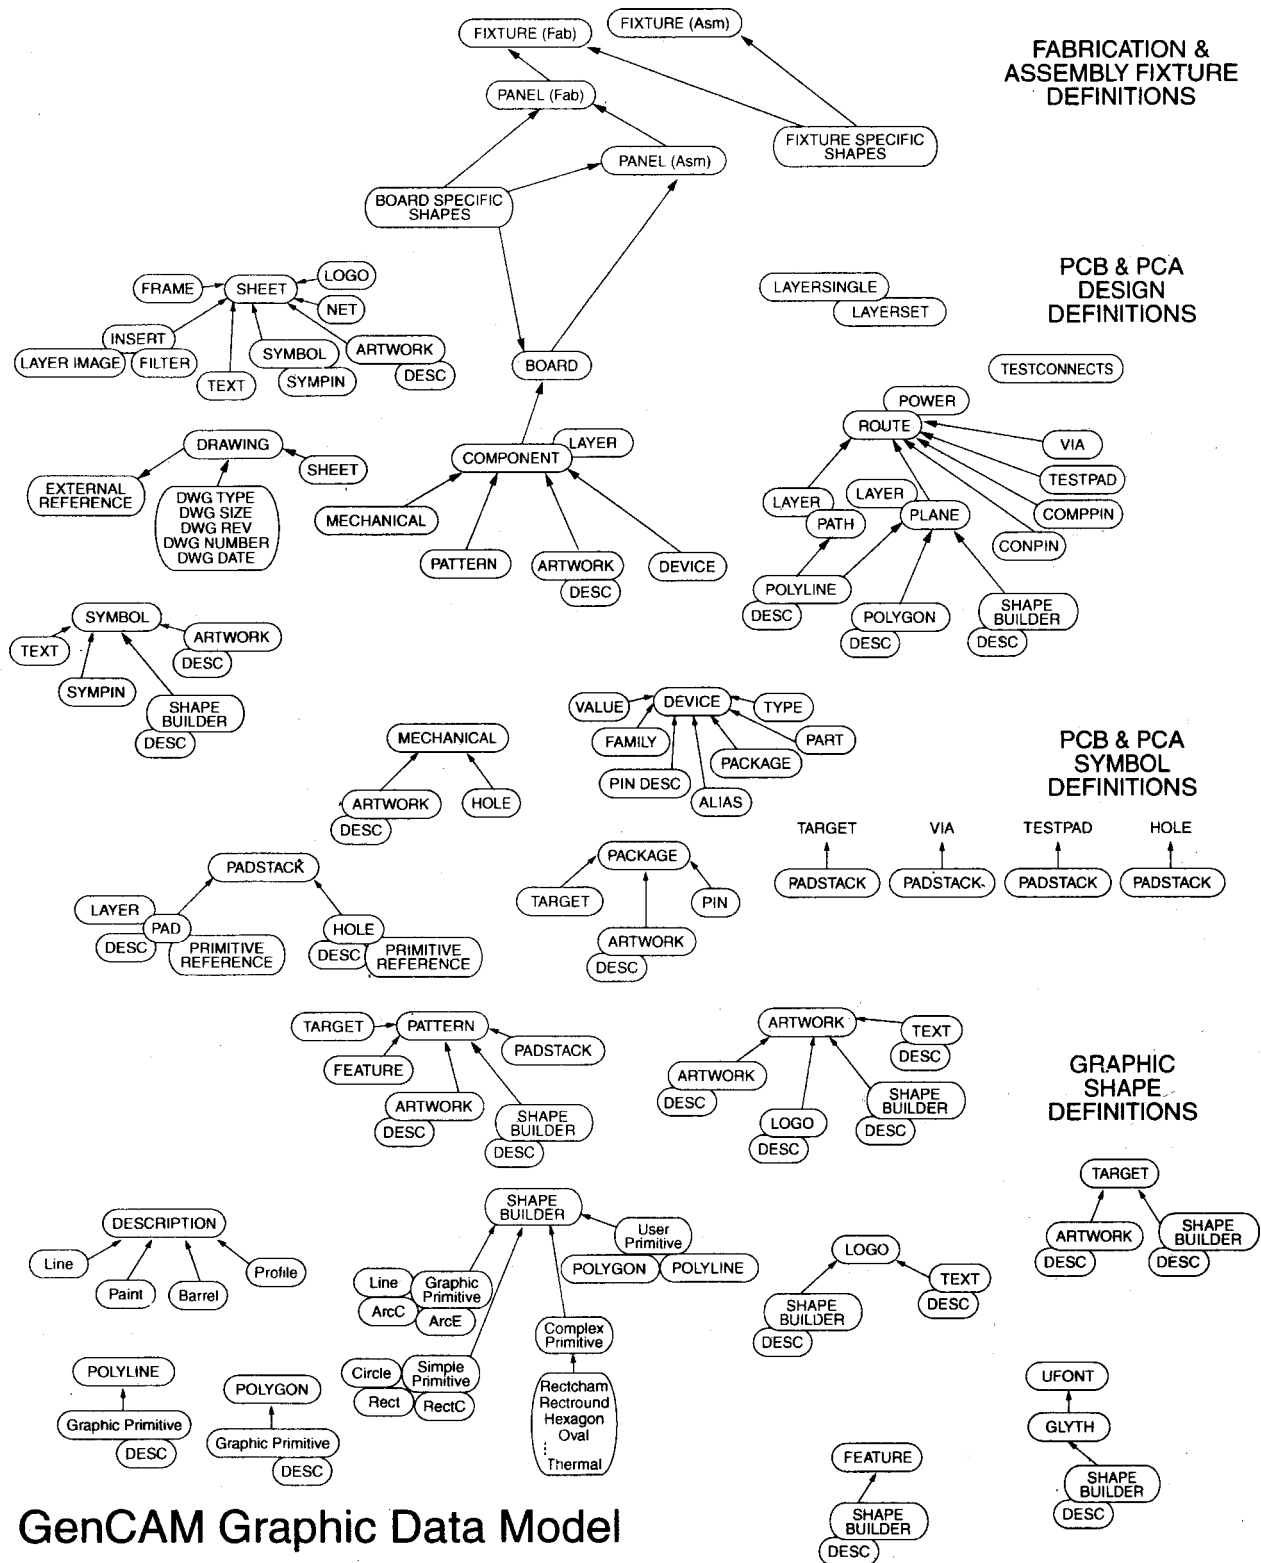 FIXTURE (Fab)
FIXTURE (Asm)
FABRICATION &
ASSEMBLY FIXTURE
DEFINITIONS
PANEL (Fab)
PANEL (Asm)
FIXTURE SPECIFIC
SHAPES
BOARD SPECIFIC
SHAPES
PCB & PCA
DESIGN
DEFINITIONS
FRAME
SHEET
LOGO
NET
INSERT
LAYER IMAGE
FILTER
TEXT
SYMBOL
SYMPIN
ARTWORK
DESC
BOARD
LAYERSINGLE
LAYERSET
TESTCONNECTS
DRAWING
EXTERNAL
REFERENCE
SHEET
DWG TYPE
DWG SIZE
DWG REV
DWG NUMBER
DWG DATE
COMPONENT
LAYER
MECHANICAL
PATTERN
ARTWORK
DESC
DEVICE
POWER
ROUTE
VIA
TESTPAD
COMPPIN
CONPIN
LAYER
PATH
LAYER
PLANE
POLYLINE
DESC
POLYGON
DESC
SHAPE
BUILDER
DESC
SYMBOL
TEXT
ARTWORK
DESC
SYMPIN
SHAPE
BUILDER
DESC
MECHANICAL
ARTWORK
DESC
HOLE
VALUE
DEVICE
TYPE
FAMILY
PART
PIN DESC
PACKAGE
ALIAS
PCB & PCA
SYMBOL
DEFINITIONS
TARGET
VIA
TESTPAD
HOLE
PADSTACK
PADSTACK
PADSTACK
PADSTACK
PADSTACK
LAYER
PAD
DESC
PRIMITIVE
REFERENCE
HOLE
DESC
PRIMITIVE
REFERENCE
PACKAGE
TARGET
PIN
ARTWORK
DESC
TARGET
PATTERN
PADSTACK
FEATURE
ARTWORK
DESC
SHAPE
BUILDER
DESC
ARTWORK
TEXT
DESC
ARTWORK
DESC
LOGO
DESC
SHAPE
BUILDER
DESC
GRAPHIC
SHAPE
DEFINITIONS
TARGET
ARTWORK
DESC
SHAPE
BUILDER
DESC
DESCRIPTION
Line
Paint
Barrel
Profile
SHAPE
BUILDER
User
Primitive
POLYGON
POLYLINE
Line
Graphic
Primitive
ArcC
ArcE
Complex
Primitive
Circle
Simple
Primitive
Rect
RectC
Rectcham
Rectround
Hexagon
Oval
Thermal
LOGO
SHAPE
BUILDER
DESC
TEXT
DESC
POLYLINE
Graphic Primitive
DESC
POLYGON
Graphic Primitive
DESC
UFONT
GLYTH
SHAPE
BUILDER
DESC
FEATURE
SHAPE
BUILDER
DESC
GenCAM Graphic Data Model